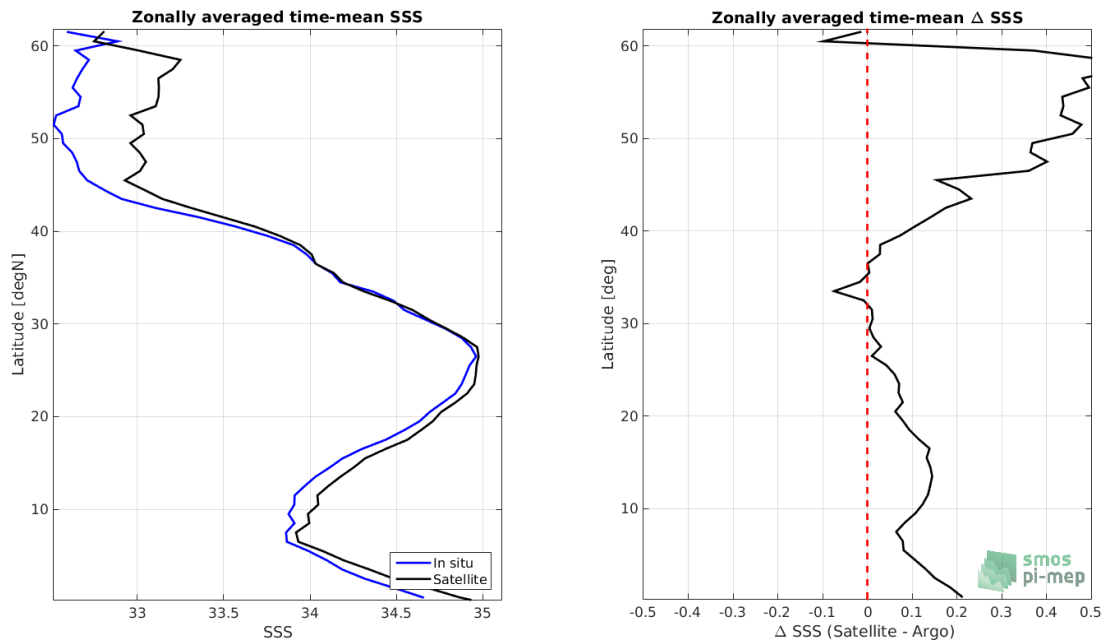 Zonally averaged time-mean SSS
60
50
40
30
20
10
Latitude [degN]
33
33.5
34
34.5
35
SSS
In situ
Satellite
Zonally averaged time-mean Δ SSS
60
50
40
30
20
10
Latitude [deg]
-0.5
-0.4
-0.3
-0.2
-0.1
0
0.1
0.2
0.3
0.4
0.5
Δ SSS (Satellite - Argo)
smos
pi-mep